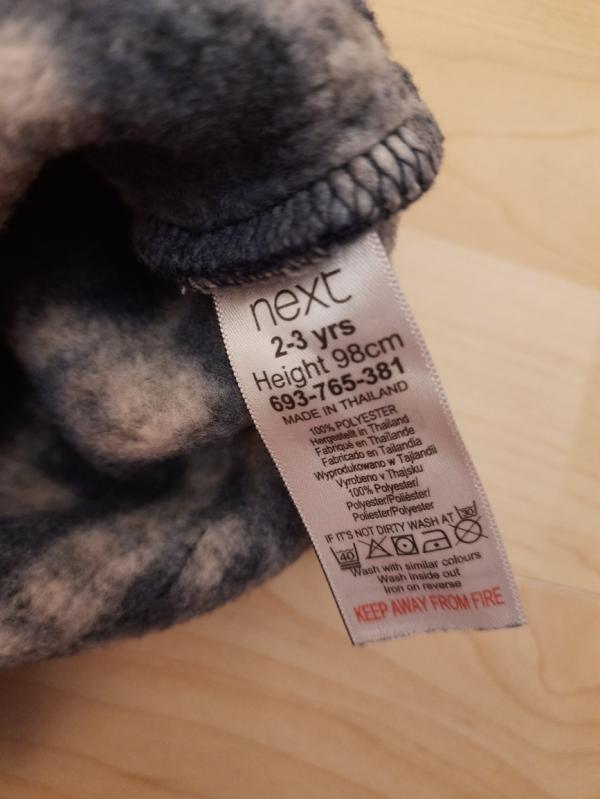 next
2-3 yrs
Height 98cm
693-765-381
MADE IN THAILAND
100% POLYESTER
Hergestellt in Thailand
Fabriqué en Thaïlande
Fabricado en Tailandia
Wyprodukowano w Tajlandii
Vyrobeno v Thajsku
100% Polyester/
Polyester/Poliéster/
Poliester/Polyester
IF IT'S NOT DIRTY WASH AT 30
40
Wash with similar colours
Wash inside out
Iron on reverse
KEEP AWAY FROM FIRE